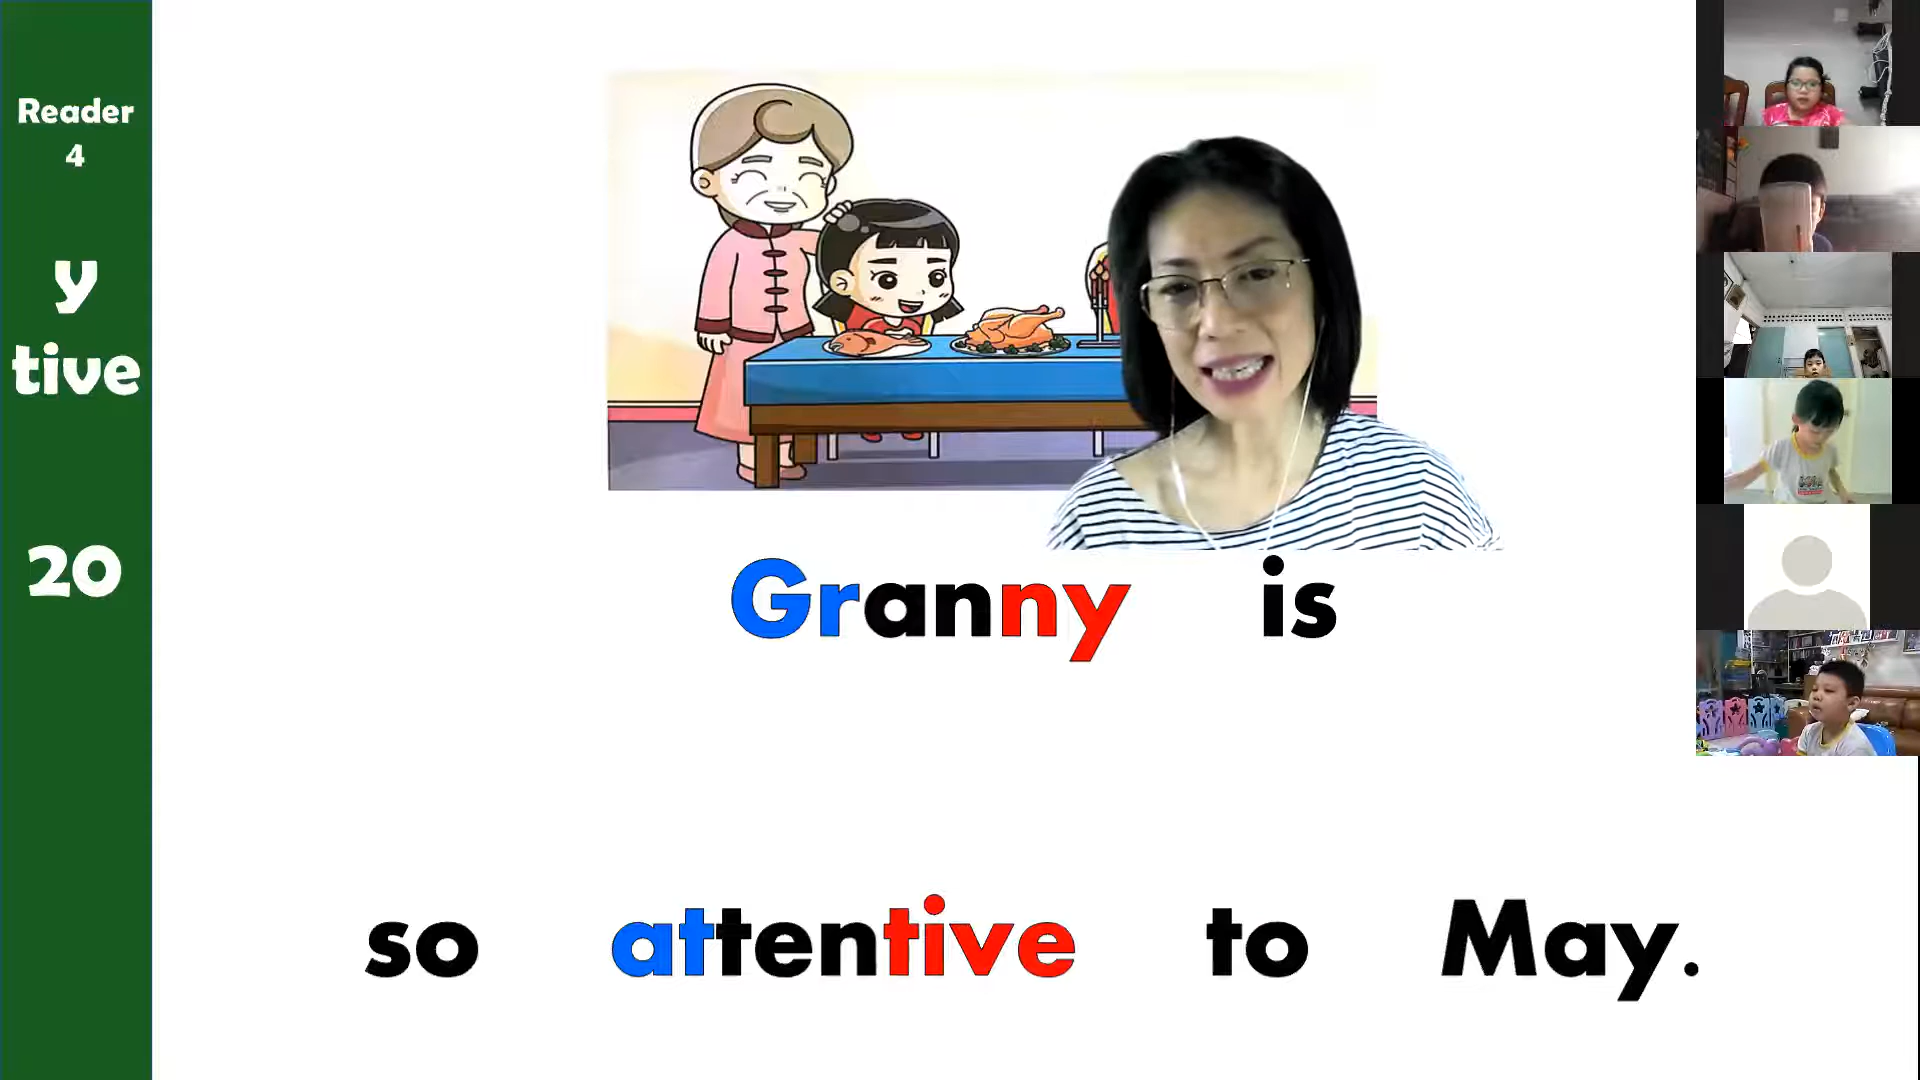 Reader
4
y
tive
20
Granny is
so attentive to May.